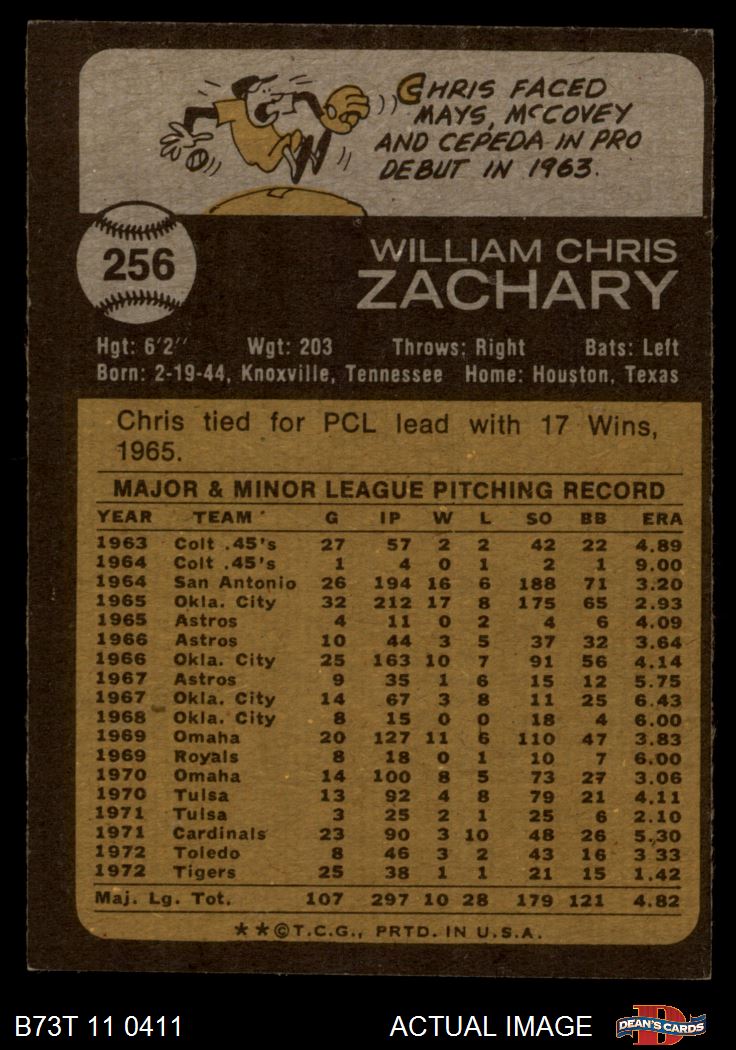 CHRIS FACED
MAYS, McCOVEY
AND CEPEDA IN PRO
DEBUT IN 1963.
256
WILLIAM CHRIS
ZACHARY
Hgt: 6'2" Wgt: 203 Throws: Right Bats: Left
Born: 2-19-44, Knoxville, Tennessee Home: Houston, Texas
Chris tied for PCL lead with 17 Wins,
1965.
MAJOR & MINOR LEAGUE PITCHING RECORD
YEAR TEAM G IP W L SO BB ERA
1963 Colt .45's 27 57 2 2 42 22 4.89
1964 Colt .45's 1 4 0 1 2 1 9.00
1964 San Antonio 26 194 16 6 188 71 3.20
1965 Okla. City 32 212 17 8 175 65 2.93
1965 Astros 4 11 0 2 4 6 4.09
1966 Astros 10 44 3 5 37 32 3.64
1966 Okla. City 25 163 10 7 91 56 4.14
1967 Astros 9 35 1 6 15 12 5.75
1967 Okla. City 14 67 3 8 11 25 6.43
1968 Okla. City 8 15 0 0 18 4 6.00
1969 Omaha 20 127 11 6 110 47 3.83
1969 Royals 8 18 0 1 10 7 6.00
1970 Omaha 14 100 8 5 73 27 3.06
1970 Tulsa 13 92 4 8 79 21 4.11
1971 Tulsa 3 25 2 1 25 6 2.10
1971 Cardinals 23 90 3 10 48 26 5.30
1972 Toledo 8 46 3 2 43 16 3.33
1972 Tigers 25 38 1 1 21 15 1.42
Maj. Lg. Tot. 107 297 10 28 179 121 4.82
★★©T.C.G., PRTD. IN U.S.A.
B73T 11 0411 ACTUAL IMAGE D DEAN'S CARDS